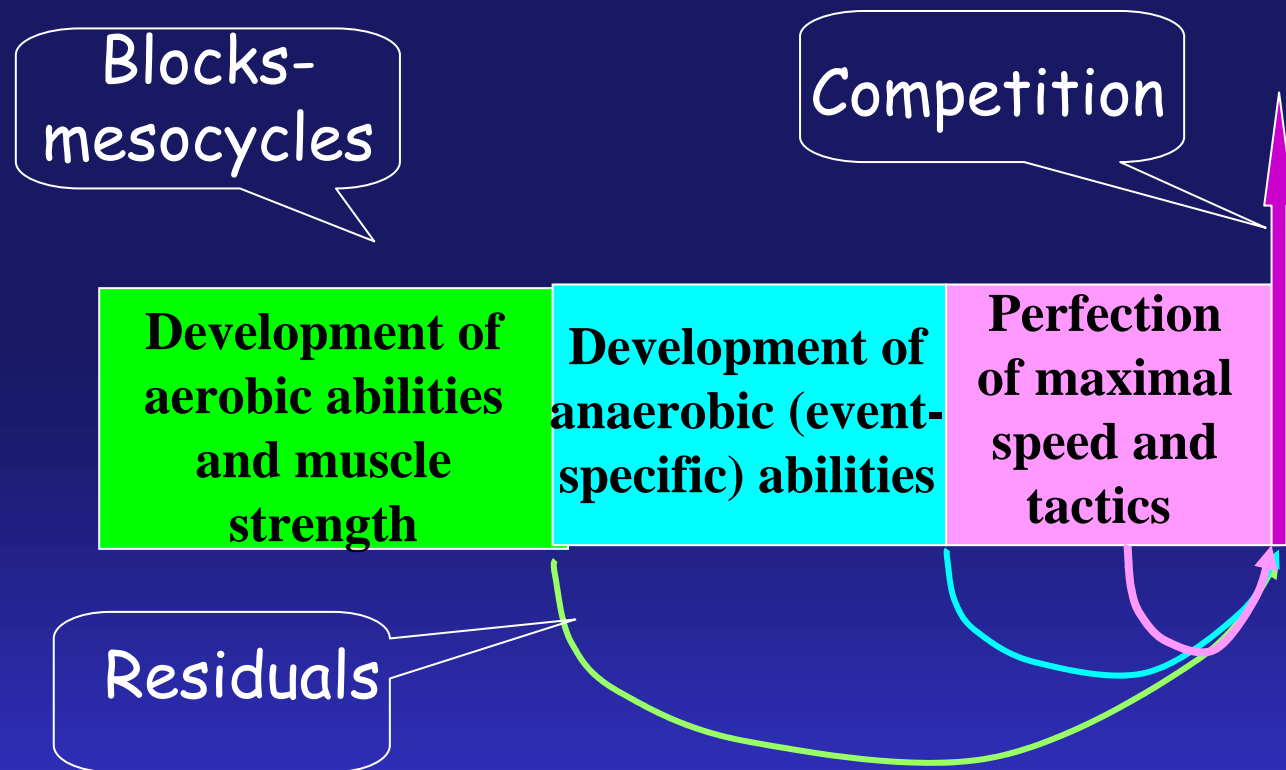 Blocks-
mesocycles
Competition
Development of
aerobic abilities
and muscle
strength
Development of
anaerobic (event-
specific) abilities
Perfection
of maximal
speed and
tactics
Residuals